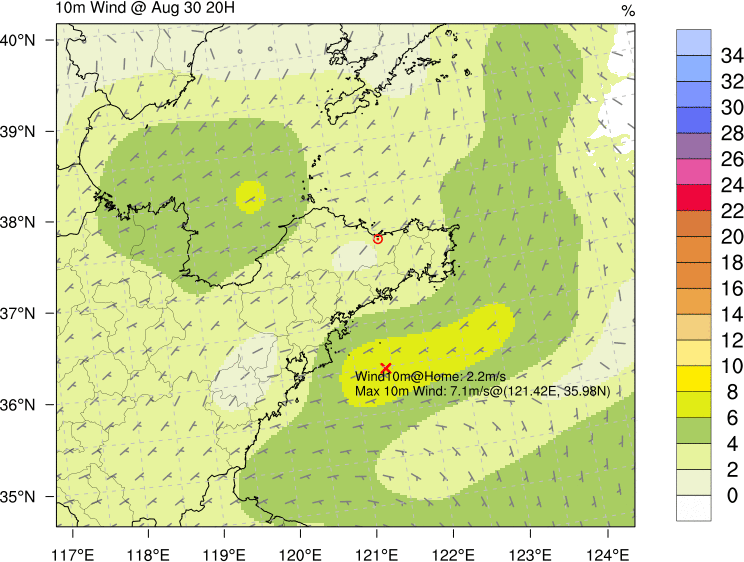 10m Wind @ Aug 30 20H
%
40°N
39°N
38°N
37°N
36°N
35°N
117°E 118°E 119°E 120°E 121°E 122°E 123°E 124°E
Wind10m@Home: 2.2m/s
Max 10m Wind: 7.1m/s@(121.42E, 35.98N)
34
32
30
28
26
24
22
20
18
16
14
12
10
8
6
4
2
0